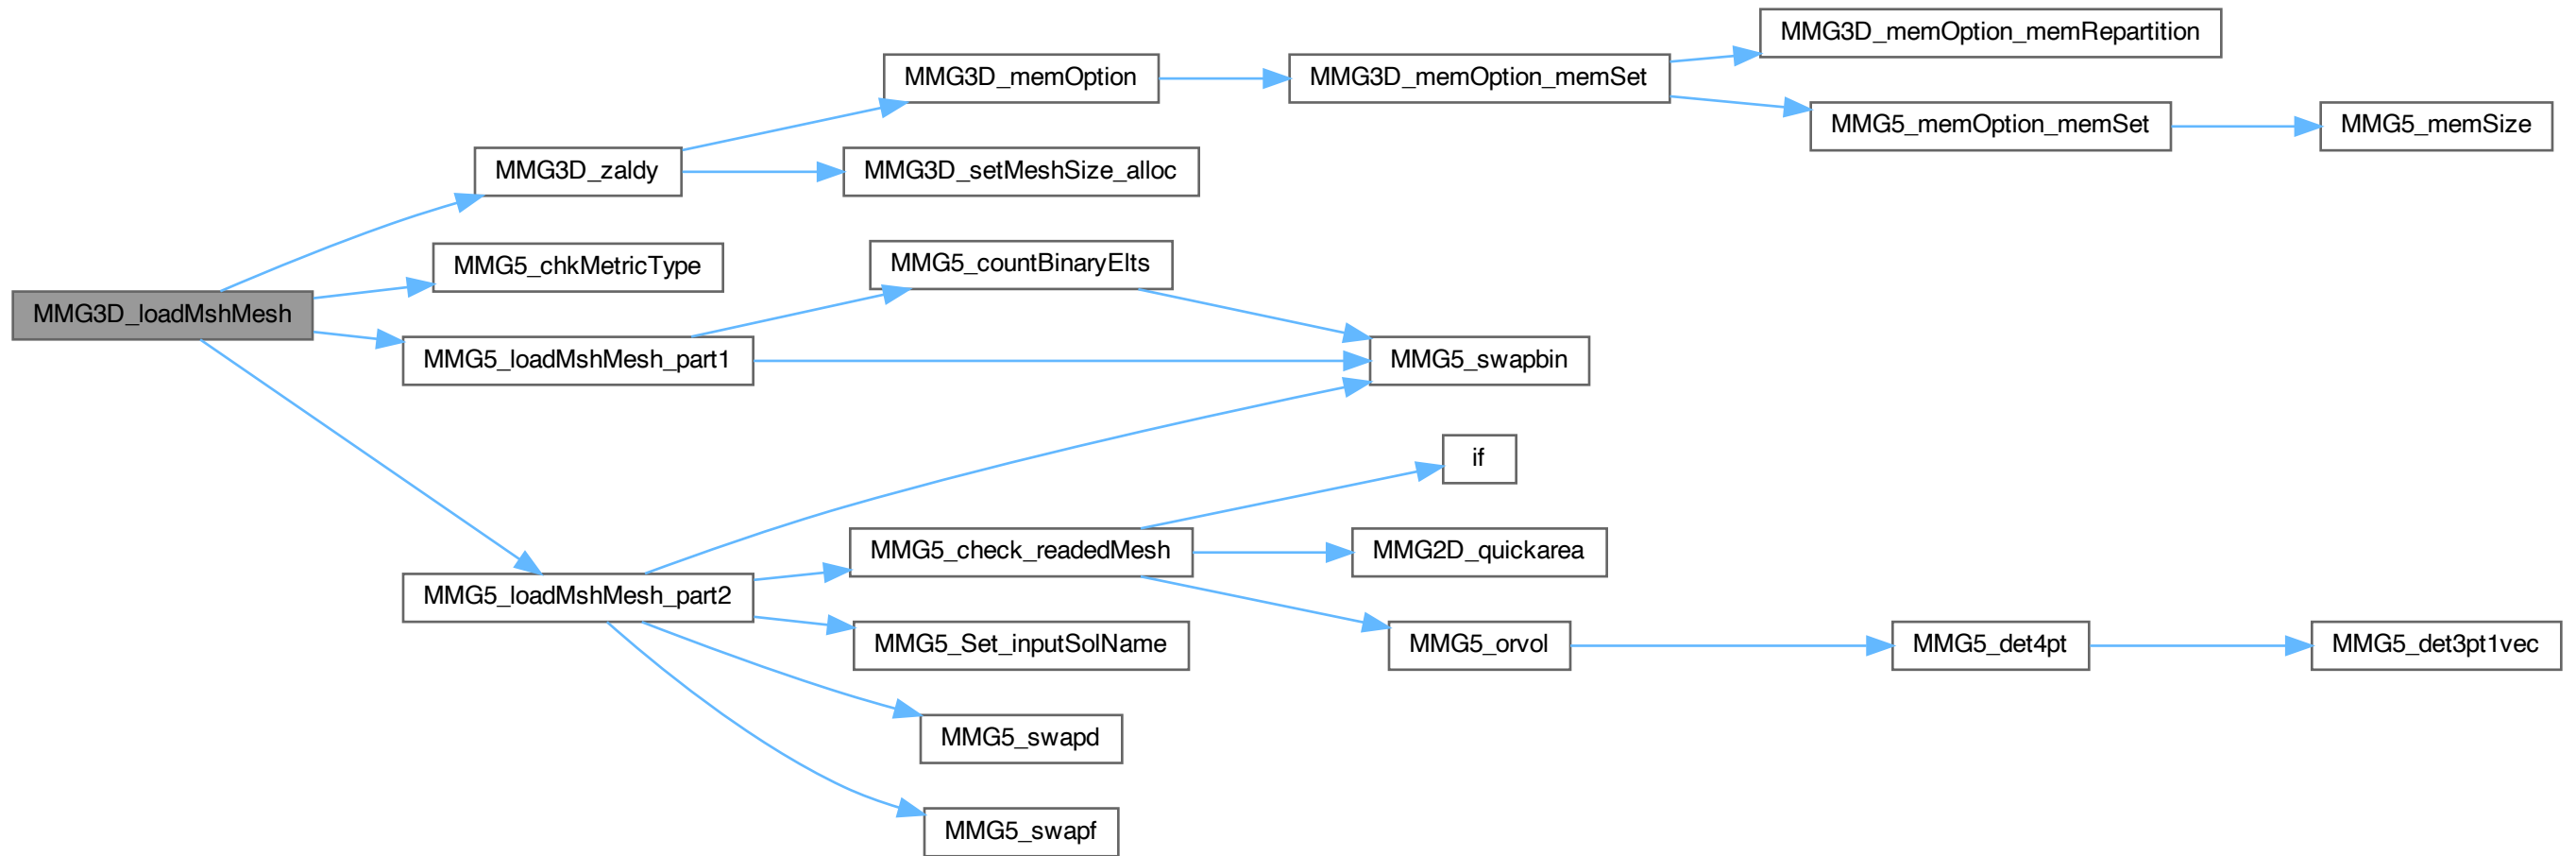 MMG3D_memOption_memRepartition
MMG3D_memOption
MMG3D_memOption_memSet
MMG5_memOption_memSet
MMG5_memSize
MMG3D_zaldy
MMG3D_setMeshSize_alloc
MMG5_chkMetricType
MMG5_countBinaryElts
MMG3D_loadMshMesh
MMG5_loadMshMesh_part1
MMG5_swapbin
if
MMG5_check_readedMesh
MMG2D_quickarea
MMG5_loadMshMesh_part2
MMG5_Set_inputSolName
MMG5_orvol
MMG5_det4pt
MMG5_det3pt1vec
MMG5_swapd
MMG5_swapf